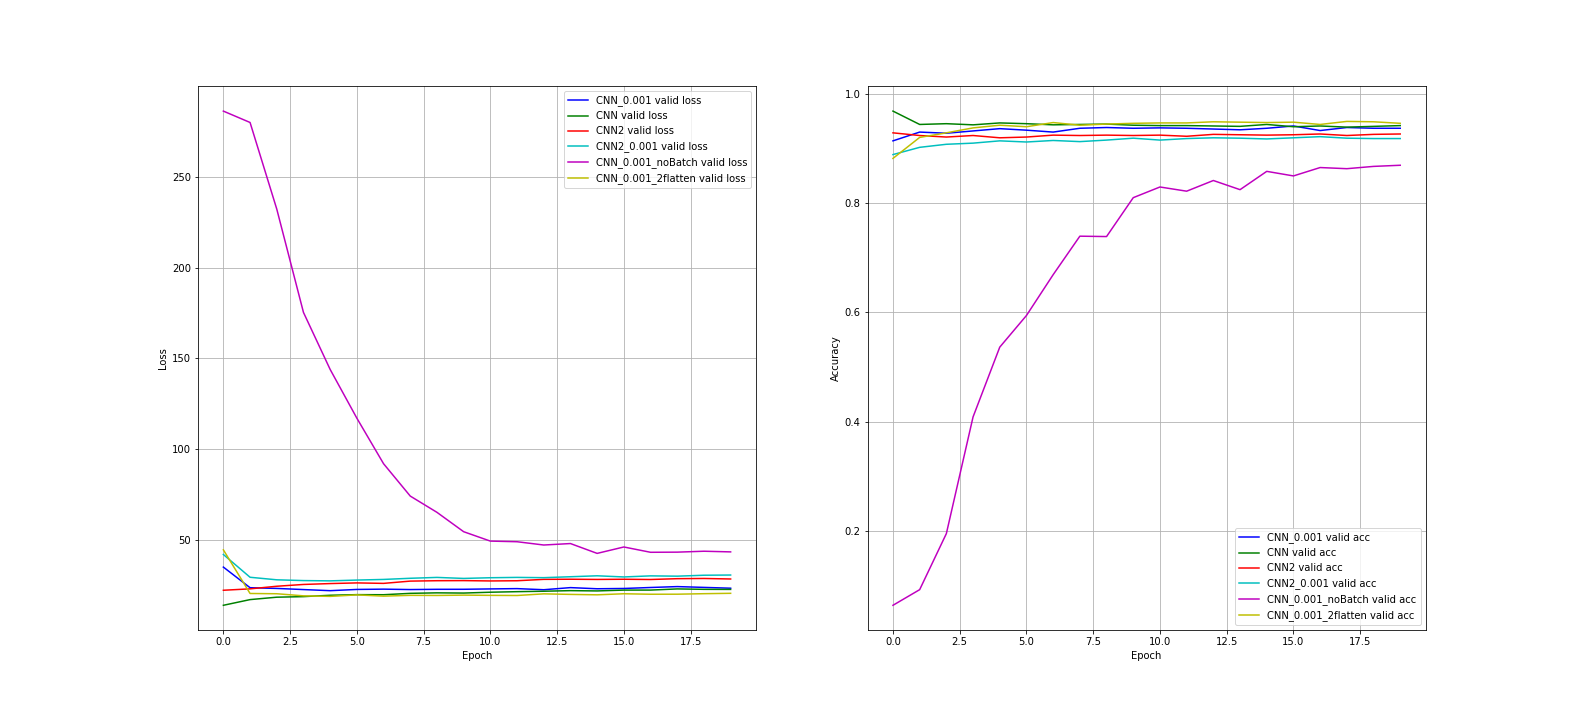 CNN_0.001 valid loss
CNN valid loss
CNN2 valid loss
CNN2_0.001 valid loss
CNN_0.001_noBatch valid loss
CNN_0.001_2flatten valid loss
250
200
150
100
50
Loss
0.0 2.5 5.0 7.5 10.0 12.5 15.0 17.5
Epoch
1.0
0.8
0.6
0.4
0.2
Accuracy
CNN_0.001 valid acc
CNN valid acc
CNN2 valid acc
CNN2_0.001 valid acc
CNN_0.001_noBatch valid acc
CNN_0.001_2flatten valid acc
0.0 2.5 5.0 7.5 10.0 12.5 15.0 17.5
Epoch